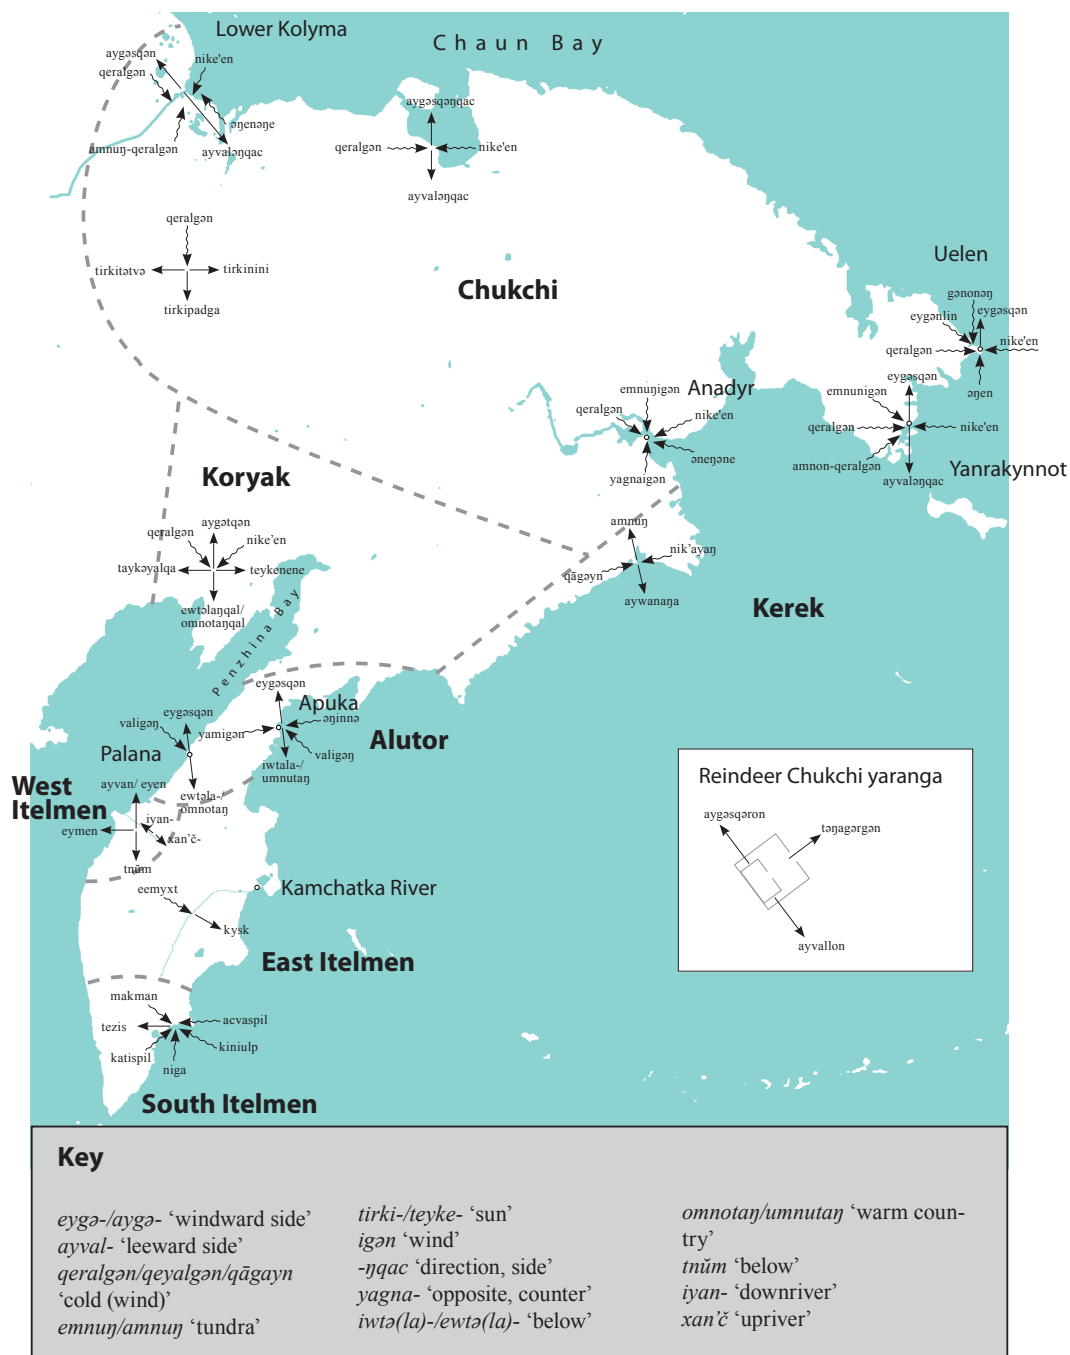 Lower Kolyma
Chaun Bay
aygəsqən
nike'en
qeralgən
ənenəne
amnuŋ-qeralgən
ayvaləŋqac
aygəsqəŋqac
qeralgən
nike'en
ayvaləŋqac
qeralgən
tirkitətvə
tirkinini
tirkipadga
Chukchi
Uelen
gənonəŋ
eygəsqən
eygənlin
qeralgən
nike'en
əŋen
eygəsqən
emnunigən
qeralgən
nike'en
amnon-qeralgən
ayvaləŋqac
Yanrakynnot
emnuŋigən
Anadyr
qeralgən
nike'en
əneŋəne
yagnaigən
Koryak
aygətqən
qeralgən
nike’en
taykəyalqa
teykenene
ewtəlaŋqal/
omnotaŋqal
Penzhina Bay
amnuŋ
nik’ayaŋ
qāgəyn
aywanaŋa
Kerek
eygəsqən
Apuka
əŋinnə
yamigən
valigəŋ
iwtala-/
umnutaŋ
Alutor
eygəsqən
valigəŋ
Palana
ewtəla-/
omnotaŋ
West
Itelmen
ayvan/ eyen
iyan-
eymen
xan’č-
tnŭm
eemyxt
Kamchatka River
kysk
East Itelmen
makman
acvaspil
tezis
kiniulp
katispil
niga
South Itelmen
Reindeer Chukchi yaranga
aygəsqəron
təŋagərgən
ayvallon
Key
eygə-/aygə- ‘windward side’
ayval- ‘leeward side’
qeralgən/qeyalgən/qāgayn
‘cold (wind)’
emnuŋ/amnuŋ ‘tundra’
tirki-/teyke- ‘sun’
igən ‘wind’
-ŋqac ‘direction, side’
yagna- ‘opposite, counter’
iwtə(la)-/ewtə(la)- ‘below’
omnotaŋ/umnutaŋ ‘warm coun-
try’
tnŭm ‘below’
iyan- ‘downriver’
xan’č ‘upriver’